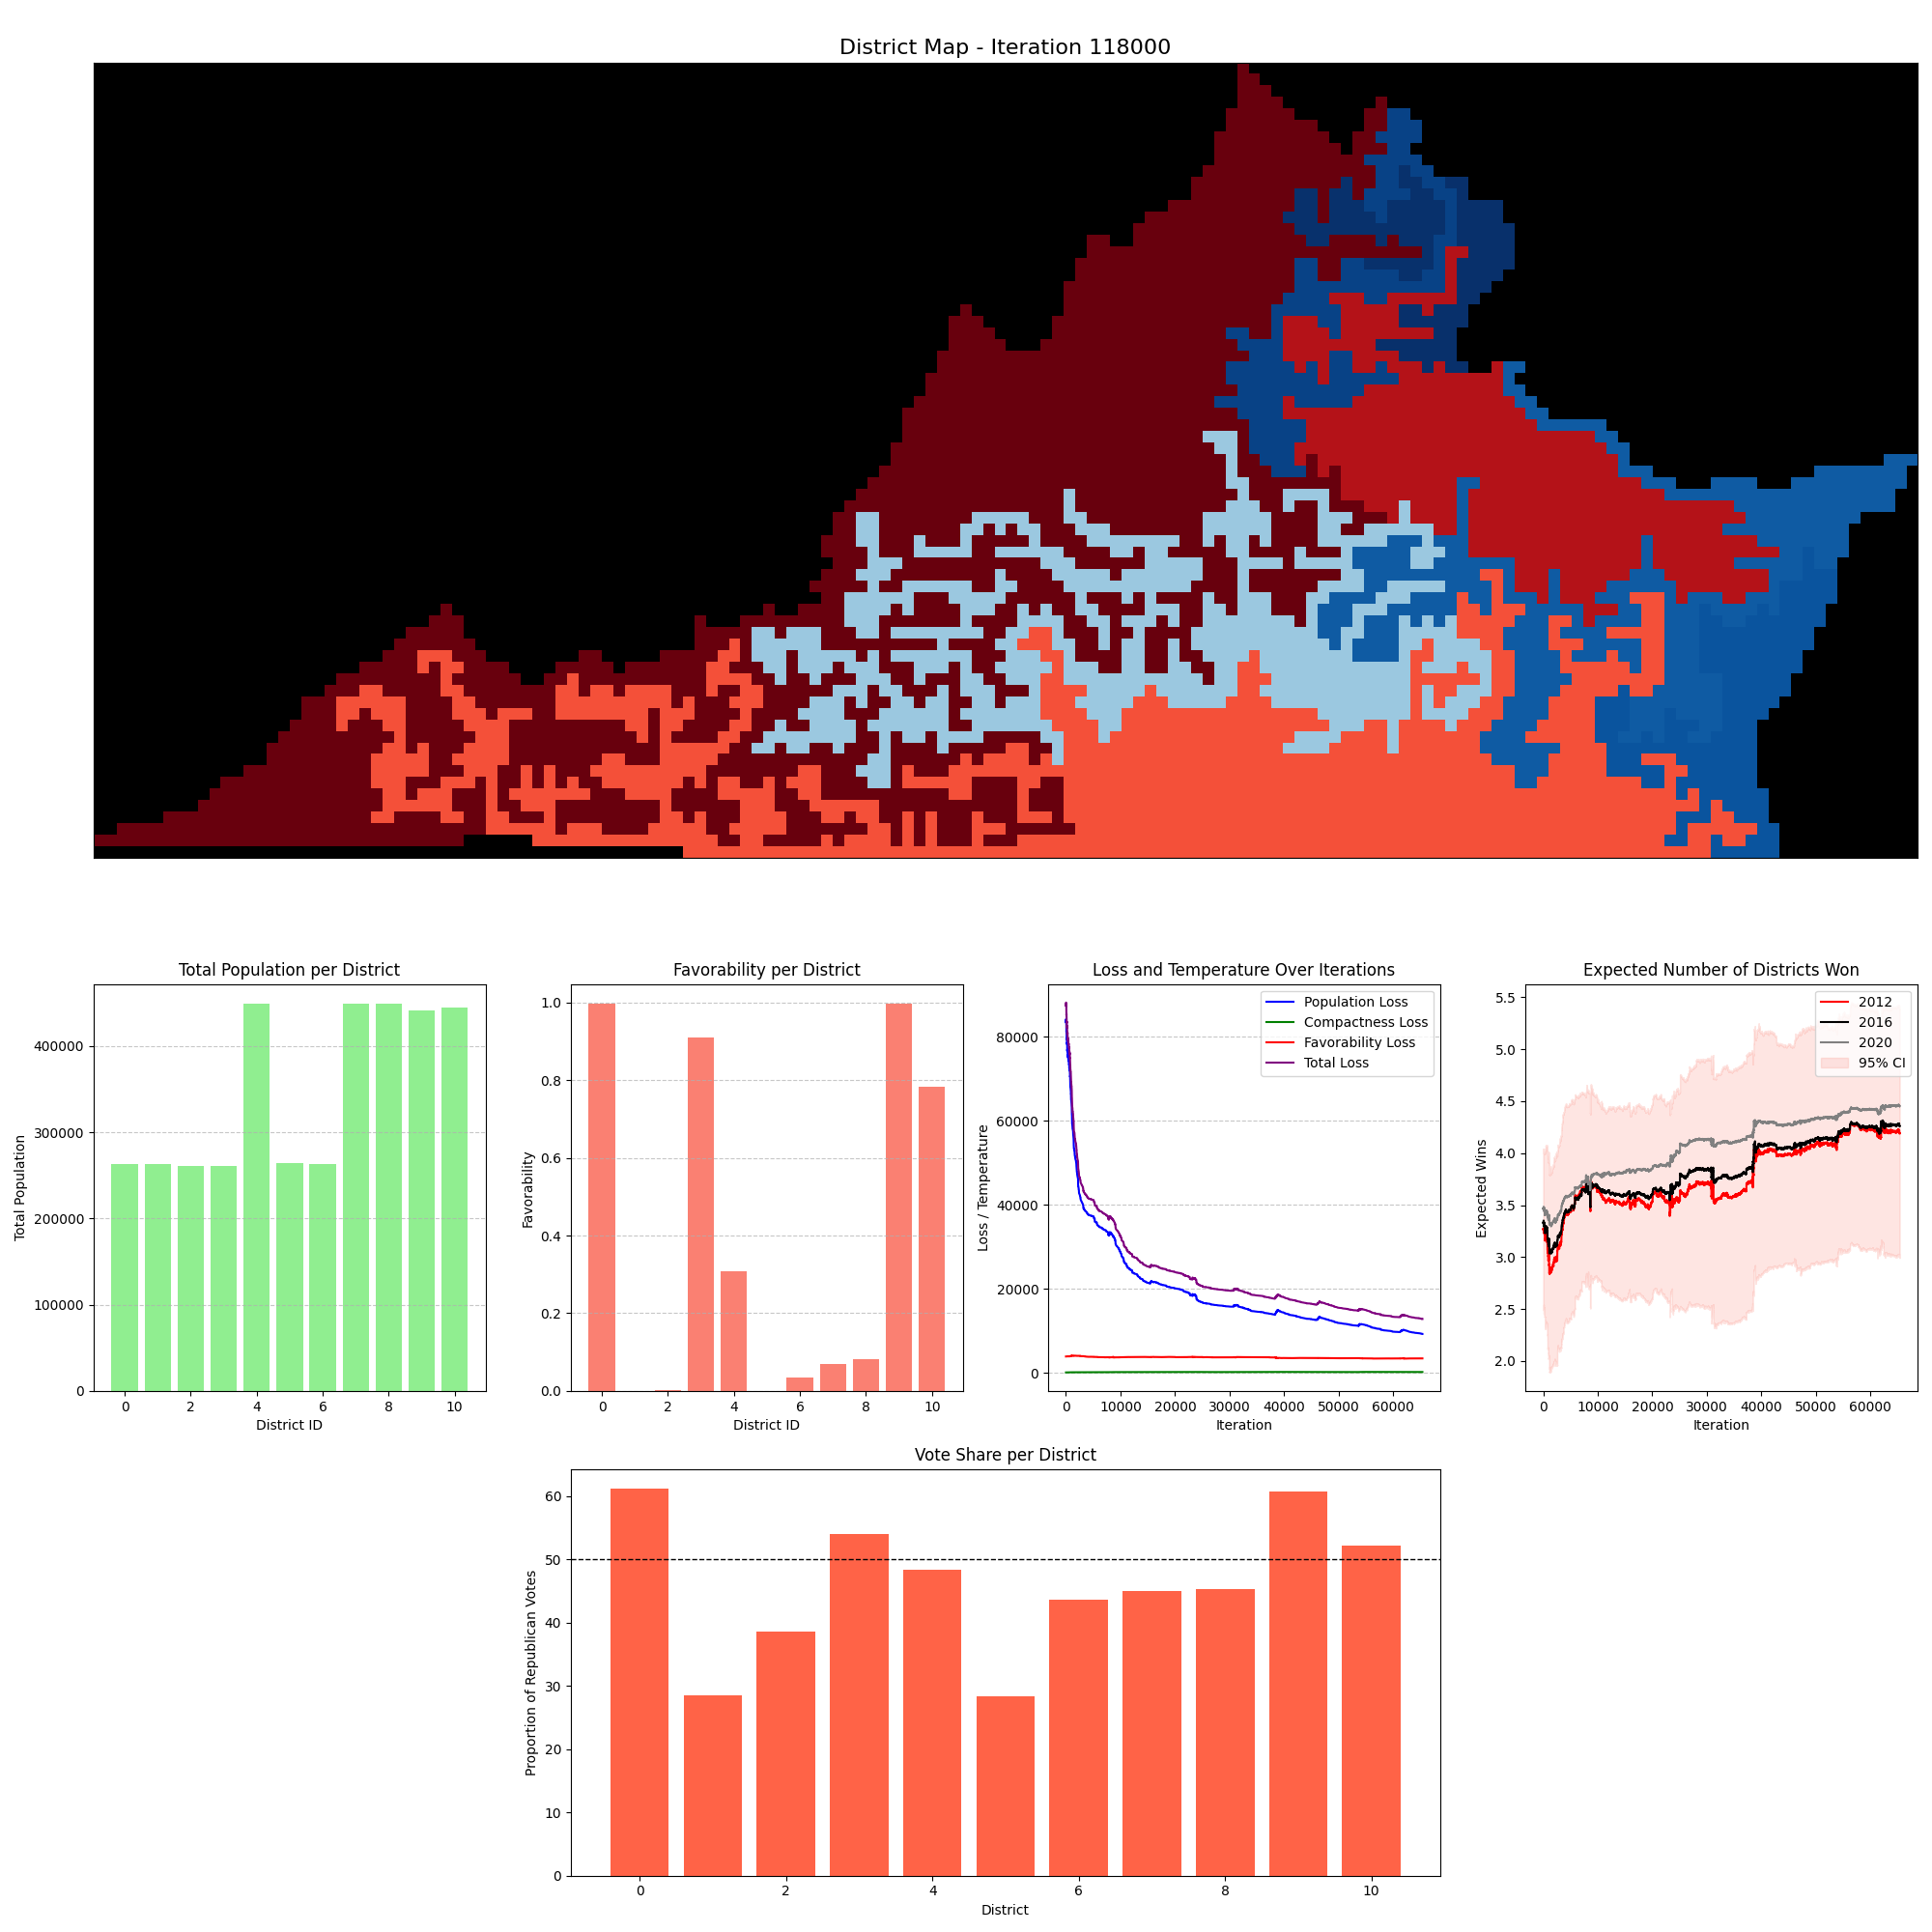 District Map - Iteration 118000
Total Population per District
Total Population
400000
300000
200000
100000
0
0 2 4 6 8 10
District ID
Favorability per District
Favorability
1.0
0.8
0.6
0.4
0.2
0.0
0 2 4 6 8 10
District ID
Loss and Temperature Over Iterations
Loss / Temperature
80000
60000
40000
20000
0
Population Loss
Compactness Loss
Favorability Loss
Total Loss
0 10000 20000 30000 40000 50000 60000
Iteration
Expected Number of Districts Won
Expected Wins
5.5
5.0
4.5
4.0
3.5
3.0
2.5
2.0
2012
2016
2020
95% CI
0 10000 20000 30000 40000 50000 60000
Iteration
Vote Share per District
Proportion of Republican Votes
60
50
40
30
20
10
0
0 2 4 6 8 10
District